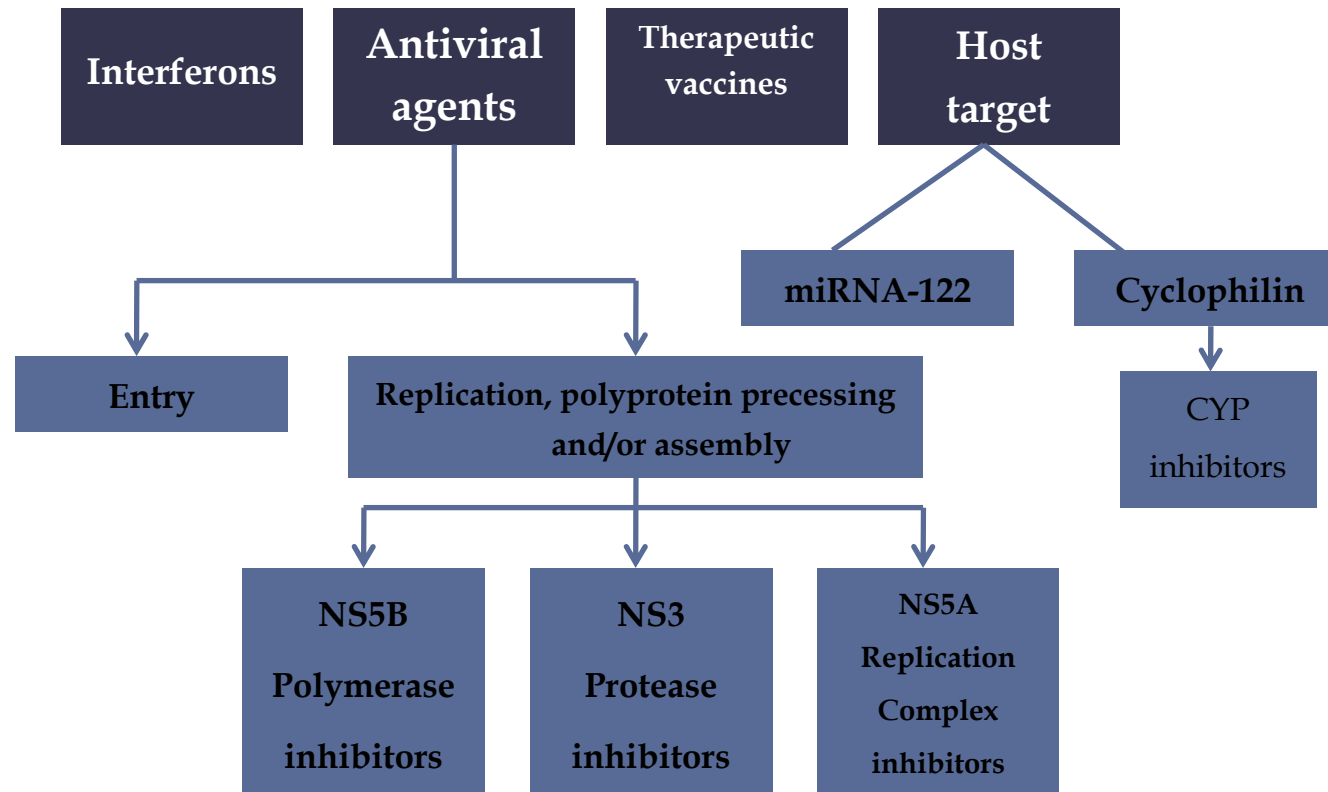 Interferons
Antiviral
agents
Therapeutic
vaccines
Host
target
miRNA-122
Cyclophilin
Entry
Replication, polyprotein precessing
and/or assembly
CYP
inhibitors
NS5B
Polymerase
inhibitors
NS3
Protease
inhibitors
NS5A
Replication
Complex
inhibitors